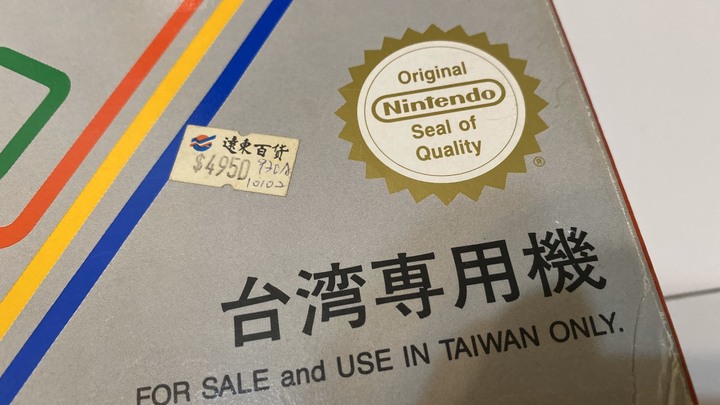 Original
Nintendo
Seal of
Quality
®
遠東百貨
$4950
10102
台湾専用機
FOR SALE and USE IN TAIWAN ONLY.